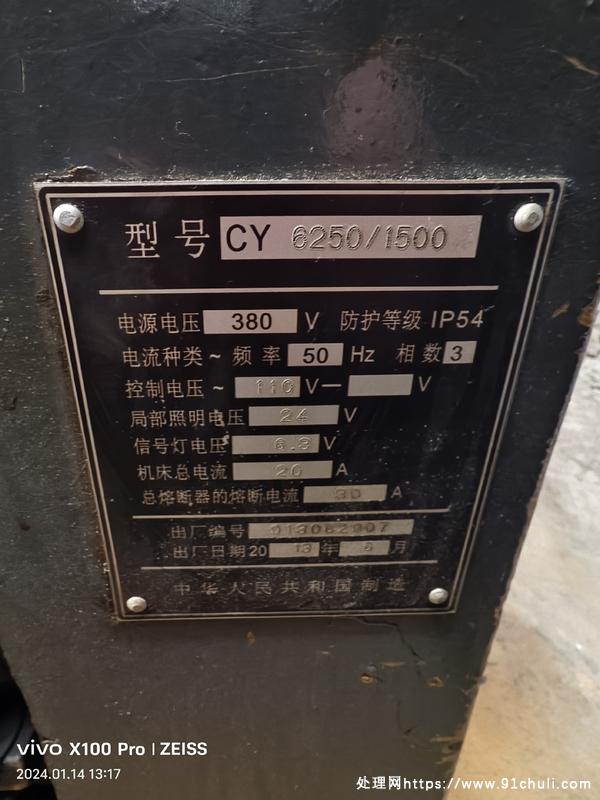 型号 CY 6250/1500
电源电压 380 V 防护等级 IP54
电流种类~ 频率 50 Hz 相数 3
控制电压~ 110 V— V
局部照明电压 24 V
信号灯电压 6.3 V
机床总电流 20 A
总熔断器的熔断电流 30 A
出厂编号 013062907
出厂日期20 13 年 6 月
中华人民共和国制造
vivo X100 Pro | ZEISS
2024.01.14 13:17
处理网https://www.91chuli.com